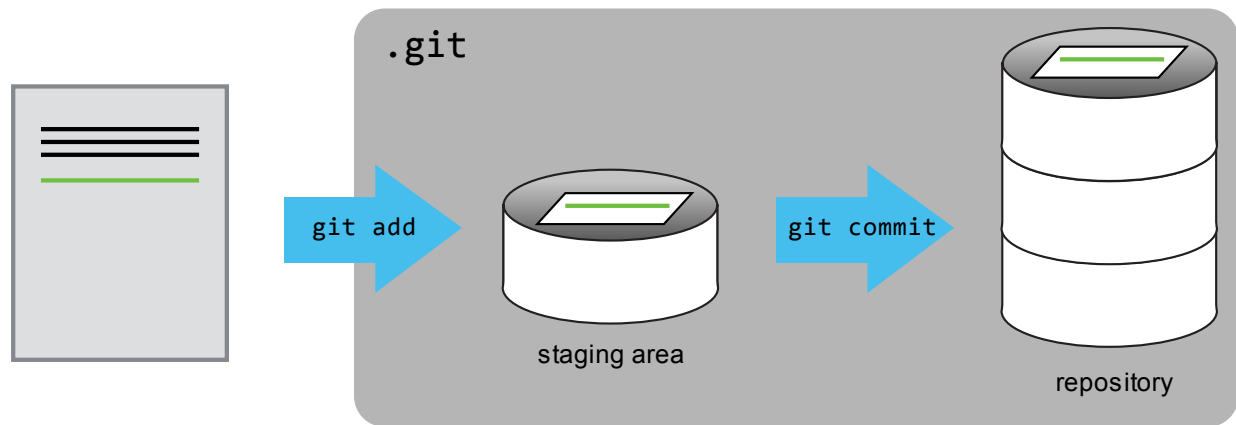 .git
git add
git commit
staging area
repository